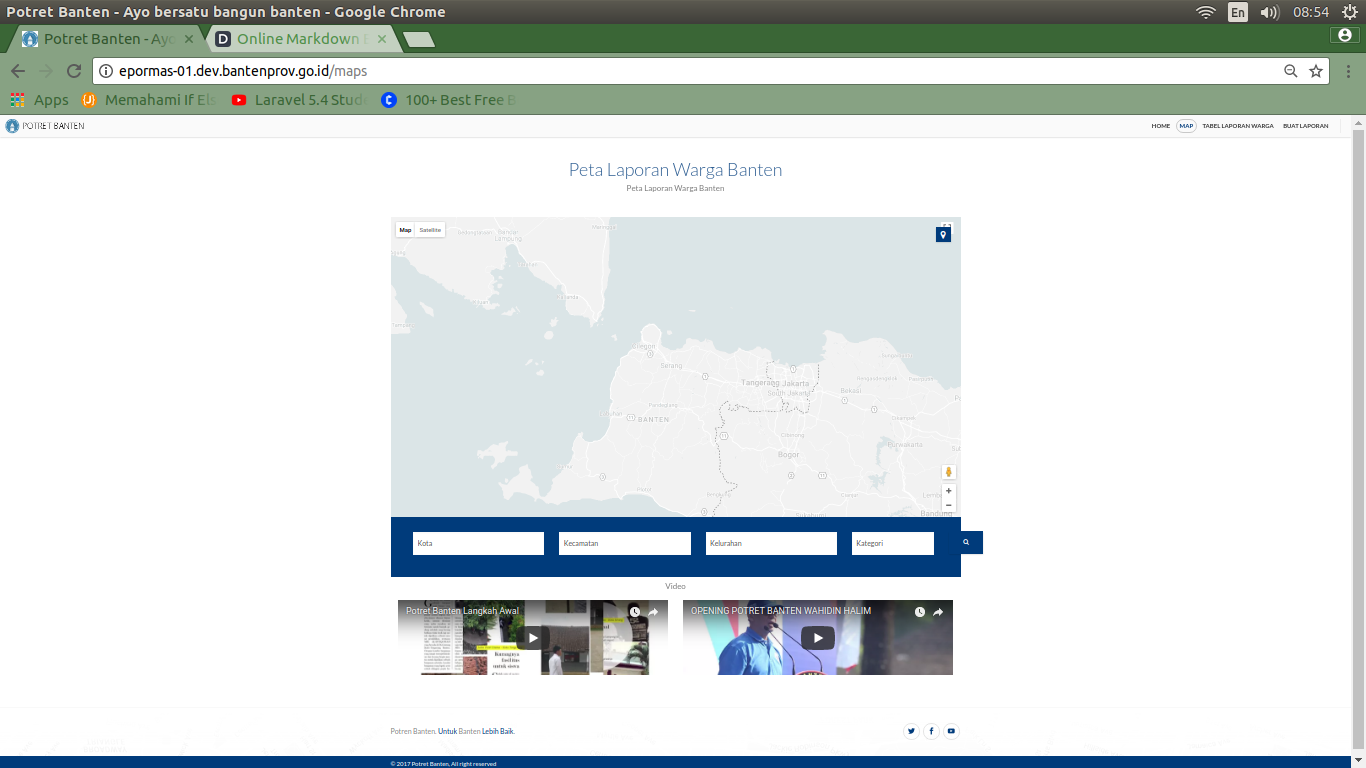 Potret Banten - Ayo bersatu bangun banten - Google Chrome
En
08:54
Potret Banten - Ayo
Online Markdown
epormas-01.dev.bantenprov.go.id/maps
Apps
Memahami If Els
Laravel 5.4 Stud
100+ Best Free B
POTRET BANTEN
HOME
MAP
TABEL LAPORAN WARGA
BUAT LAPORAN
Peta Laporan Warga Banten
Peta Laporan Warga Banten
Map
Satellite
Cilegon
Serang
Tangerang
Jakarta
South Jakarta
Bekasi
Pandeglang
Labuhan
BANTEN
Cibinong
Bogor
Purwakarta
Sukabumi
Bandung
Kota
Kecamatan
Kelurahan
Kategori
Video
Potret Banten Langkah Awal
OPENING POTRET BANTEN WAHIDIN HALIM
Potren Banten. Untuk Banten Lebih Baik.
© 2017 Potret Banten, All right reserved